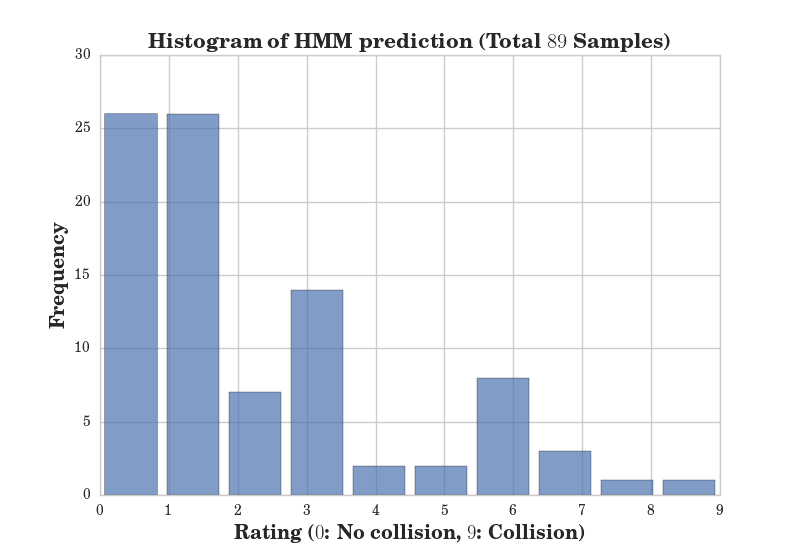 Histogram of HMM prediction (Total 89 Samples)
30
25
20
15
10
5
0
Frequency
0 1 2 3 4 5 6 7 8 9
Rating (0: No collision, 9: Collision)